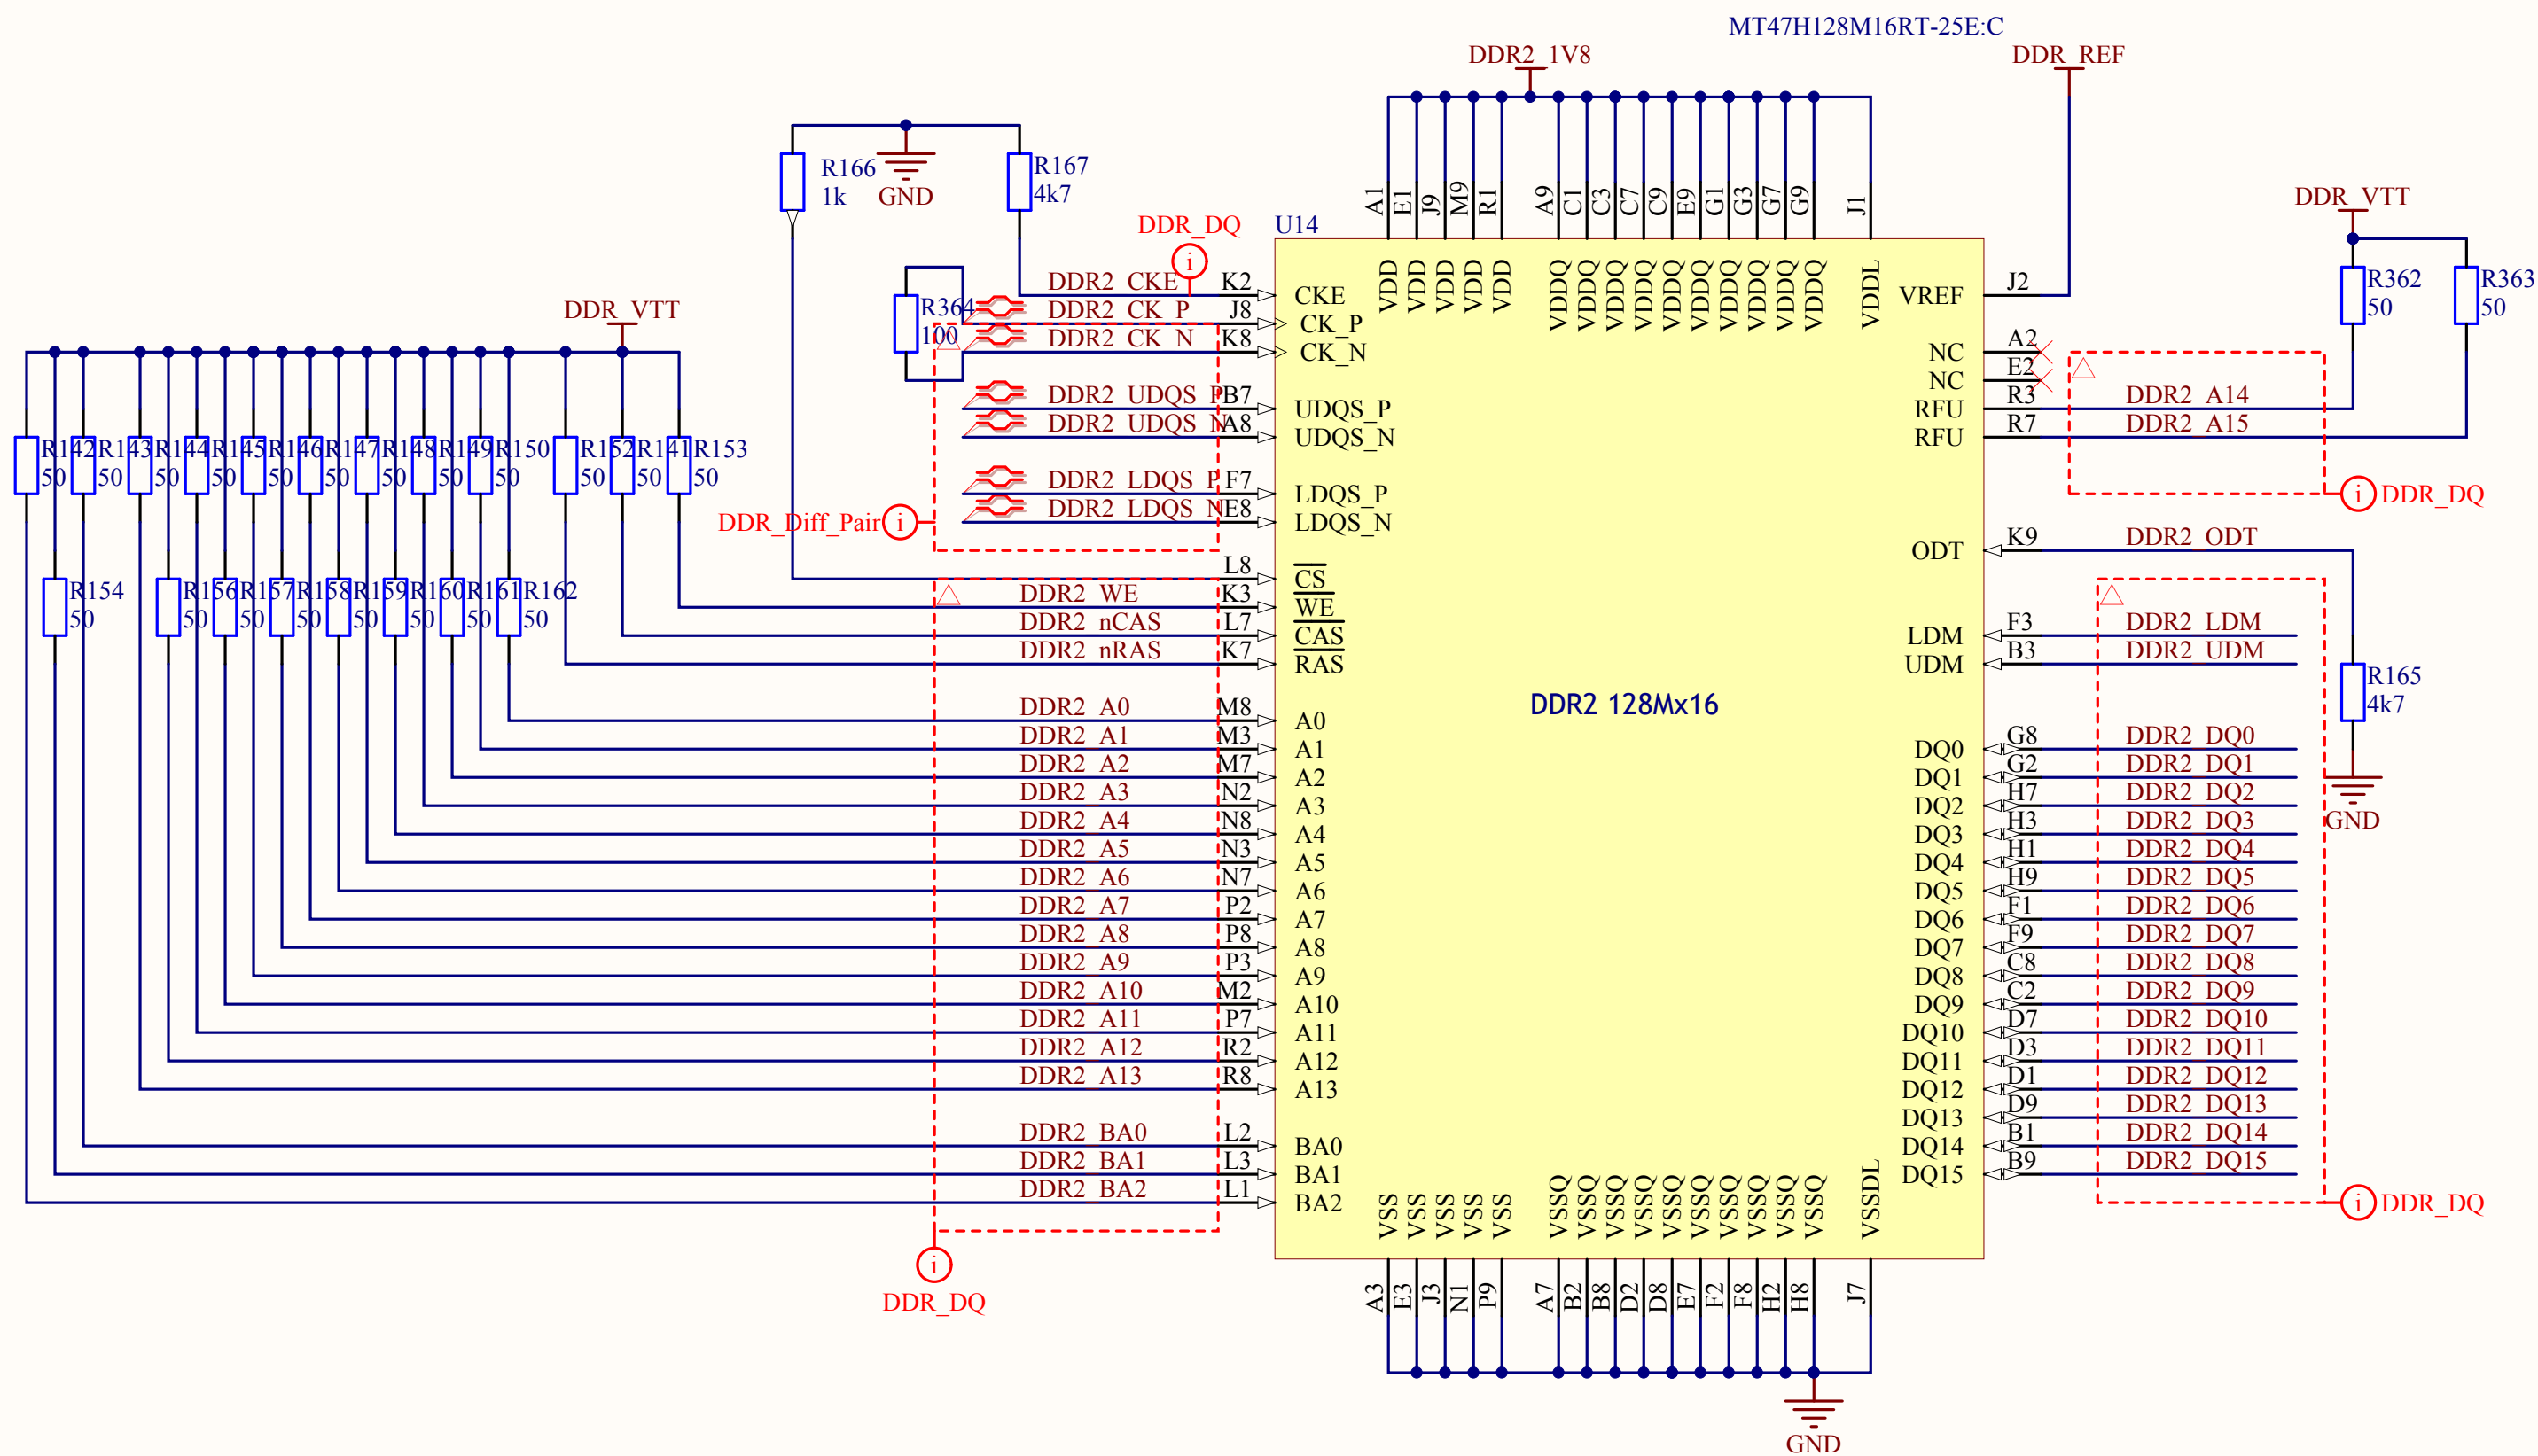 MT47H128M16RT-25E:C
DDR2_1V8
DDR_REF
R166
1k
GND
R167
4k7
A1
E1
J9
M9
R1
A9
C1
C3
C7
C9
E9
G1
G3
G7
G9
J1
DDR_VTT
U14
DDR_DQ
i
VDD
VDD
VDD
VDD
VDD
VDDQ
VDDQ
VDDQ
VDDQ
VDDQ
VDDQ
VDDQ
VDDQ
VDDQ
VDDQ
VDDL
R362
50
R363
50
DDR_VTT
R364
100
DDR2_CKE K2 CKE
DDR2_CK_P J8 CK_P
DDR2_CK_N K8 CK_N
DDR2_UDQS_P B7 UDQS_P
DDR2_UDQS_N A8 UDQS_N
DDR2_LDQS_P F7 LDQS_P
DDR2_LDQS_N E8 LDQS_N
DDR_Diff_Pair i
VREF J2
NC A2
NC E2
RFU R3 DDR2_A14
RFU R7 DDR2_A15
i DDR_DQ
R142
50
R143
50
R144
50
R145
50
R146
50
R147
50
R148
50
R149
50
R150
50
R152
50
R141
50
R153
50
R154
50
R156
50
R157
50
R158
50
R159
50
R160
50
R161
50
R162
50
L8 CS
DDR2_WE K3 WE
DDR2_nCAS L7 CAS
DDR2_nRAS K7 RAS
DDR2_A0 M8 A0
DDR2_A1 M3 A1
DDR2_A2 M7 A2
DDR2_A3 N2 A3
DDR2_A4 N8 A4
DDR2_A5 N3 A5
DDR2_A6 N7 A6
DDR2_A7 P2 A7
DDR2_A8 P8 A8
DDR2_A9 P3 A9
DDR2_A10 M2 A10
DDR2_A11 P7 A11
DDR2_A12 R2 A12
DDR2_A13 R8 A13
DDR2_BA0 L2 BA0
DDR2_BA1 L3 BA1
DDR2_BA2 L1 BA2
i
DDR_DQ
DDR2 128Mx16
ODT K9 DDR2_ODT
LDM F3 DDR2_LDM
UDM B3 DDR2_UDM
R165
4k7
GND
DQ0 G8 DDR2_DQ0
DQ1 G2 DDR2_DQ1
DQ2 H7 DDR2_DQ2
DQ3 H3 DDR2_DQ3
DQ4 H1 DDR2_DQ4
DQ5 H9 DDR2_DQ5
DQ6 F1 DDR2_DQ6
DQ7 F9 DDR2_DQ7
DQ8 C8 DDR2_DQ8
DQ9 C2 DDR2_DQ9
DQ10 D7 DDR2_DQ10
DQ11 D3 DDR2_DQ11
DQ12 D1 DDR2_DQ12
DQ13 D9 DDR2_DQ13
DQ14 B1 DDR2_DQ14
DQ15 B9 DDR2_DQ15
i DDR_DQ
VSS
VSS
VSS
VSS
VSS
VSSQ
VSSQ
VSSQ
VSSQ
VSSQ
VSSQ
VSSQ
VSSQ
VSSQ
VSSQ
VSSDL
A3
E3
J3
N1
P9
A7
B2
B8
D2
D8
E7
F2
F8
H2
H8
J7
GND